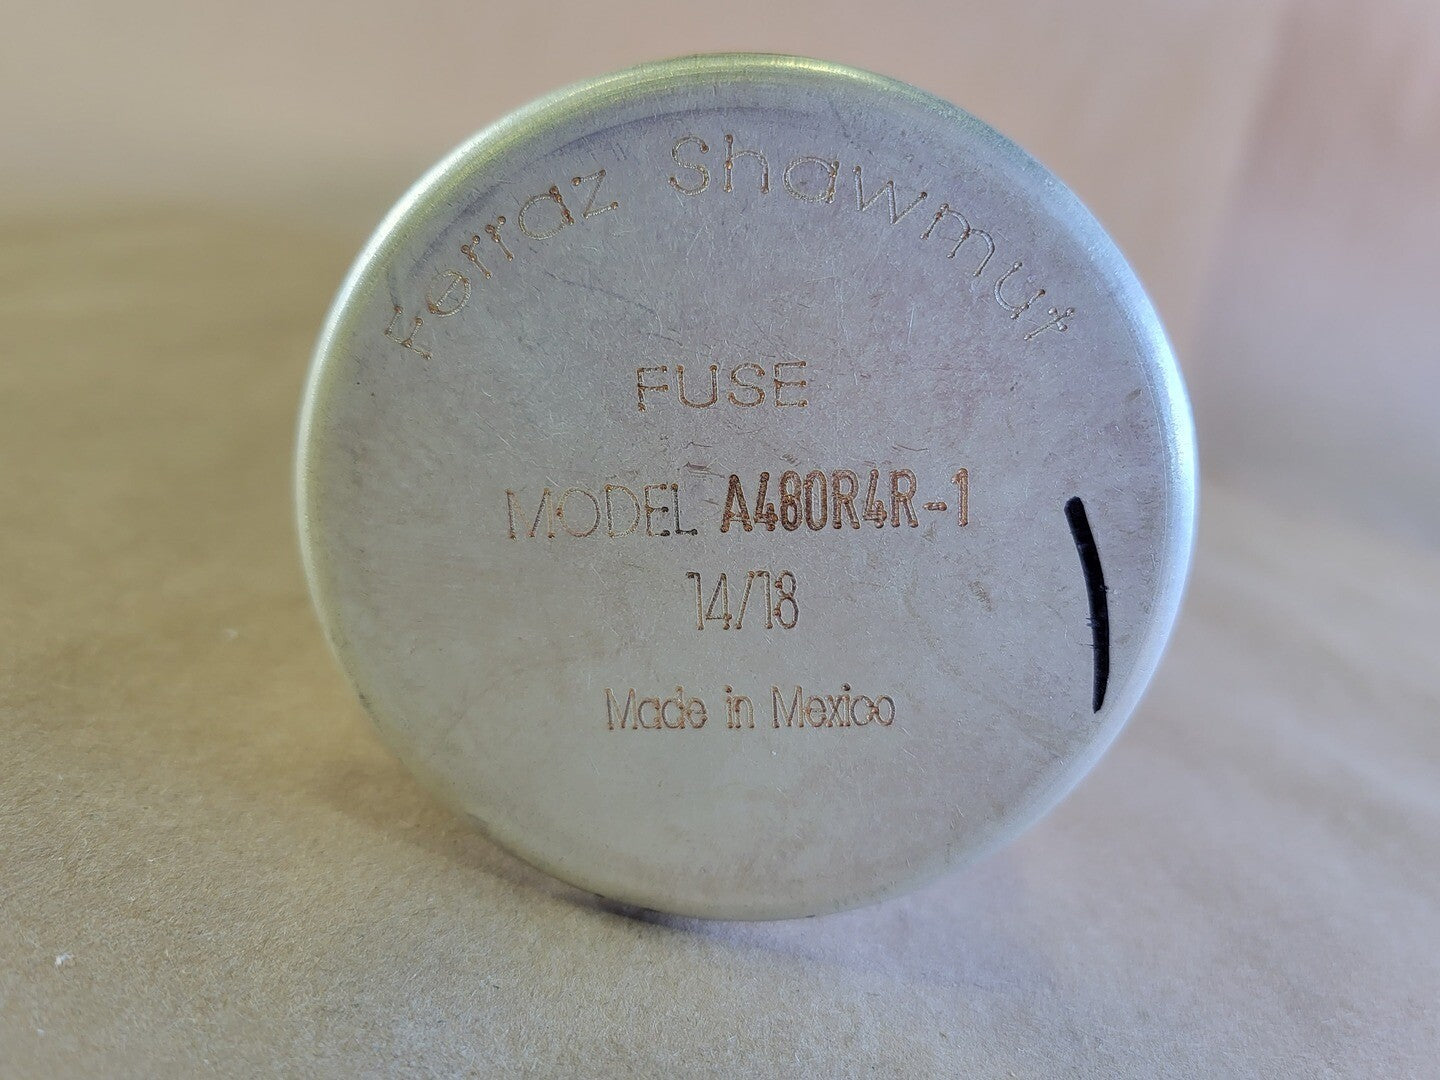 Ferraz Shawmut
FUSE
MODEL A480R4R-1
14/18
Made in Mexico